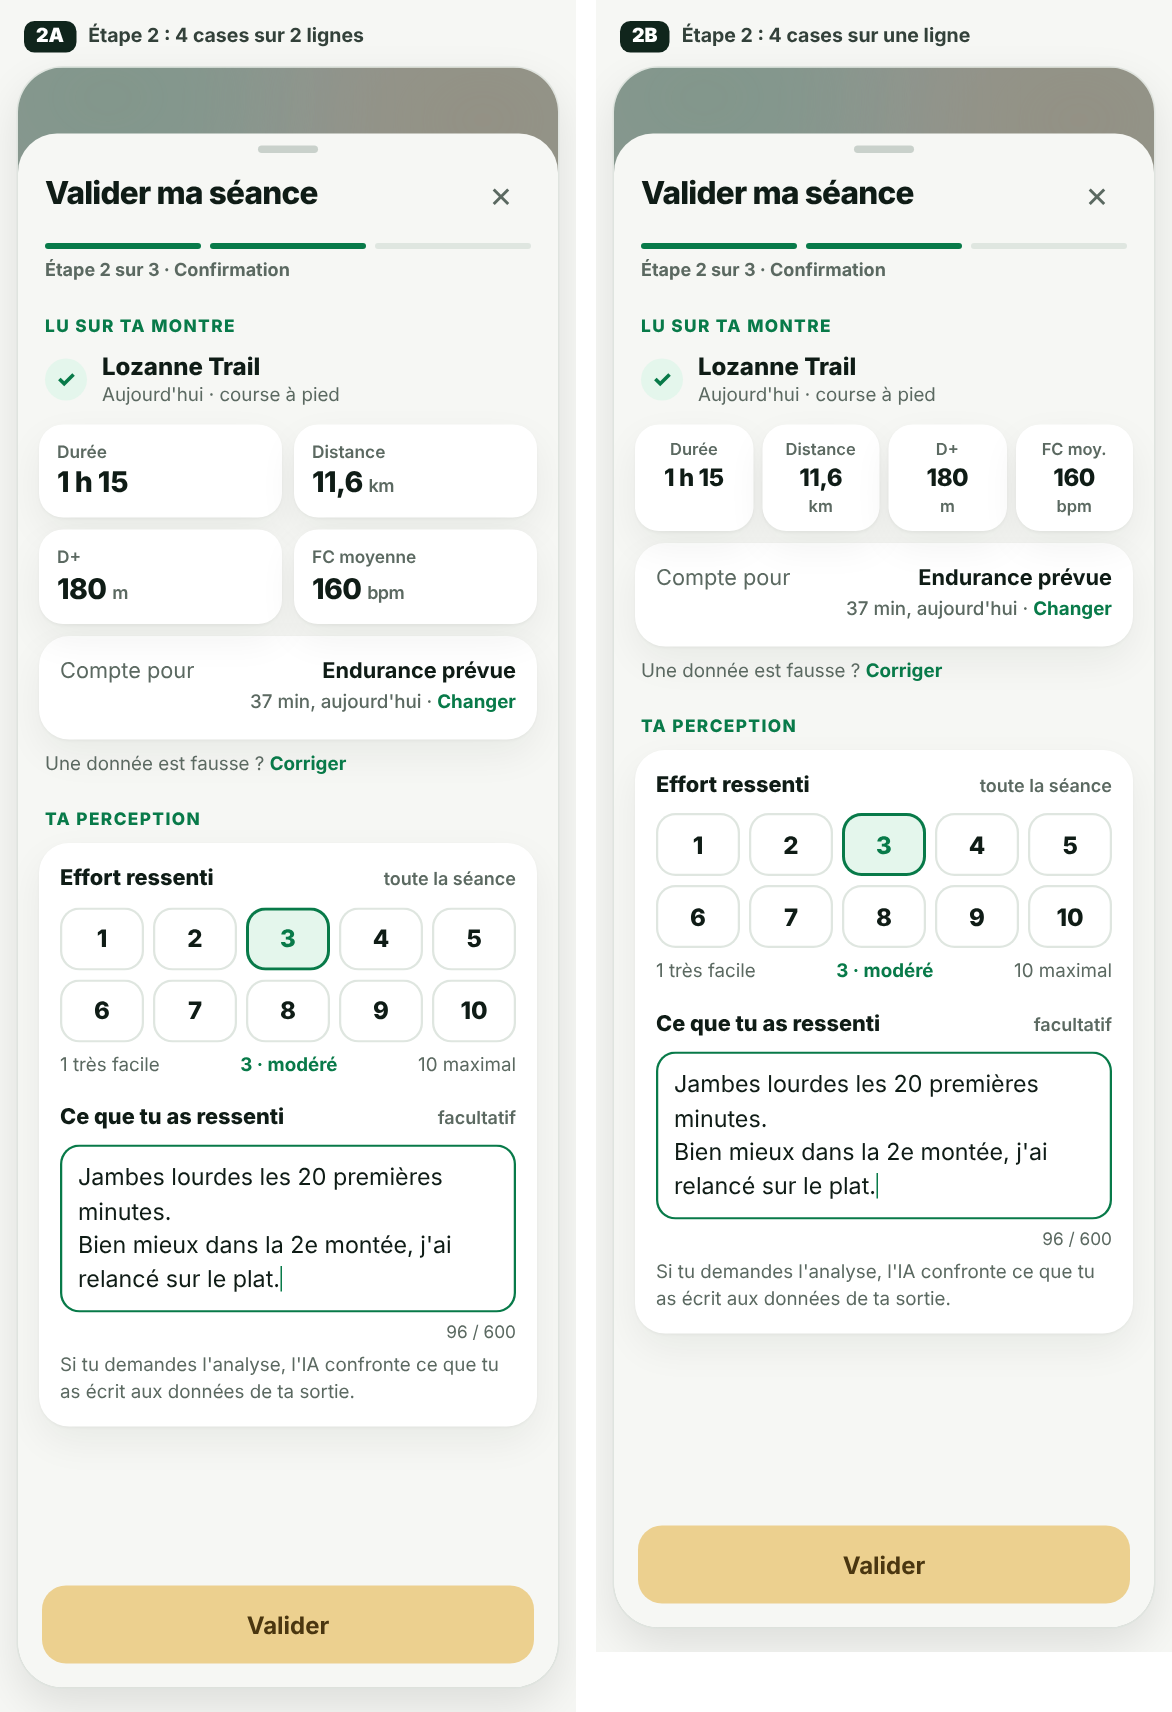 2A Étape 2 : 4 cases sur 2 lignes
Valider ma séance ✕
Étape 2 sur 3 · Confirmation
LU SUR TA MONTRE
Lozanne Trail
Aujourd'hui · course à pied
Durée Distance
1 h 15 11,6 km
D+ FC moyenne
180 m 160 bpm
Compte pour Endurance prévue
37 min, aujourd'hui · Changer
Une donnée est fausse ? Corriger
TA PERCEPTION
Effort ressenti toute la séance
1 2 3 4 5
6 7 8 9 10
1 très facile 3 · modéré 10 maximal
Ce que tu as ressenti facultatif
Jambes lourdes les 20 premières
minutes.
Bien mieux dans la 2e montée, j'ai
relancé sur le plat.
96 / 600
Si tu demandes l'analyse, l'IA confronte ce que tu
as écrit aux données de ta sortie.
Valider
2B Étape 2 : 4 cases sur une ligne
Valider ma séance ✕
Étape 2 sur 3 · Confirmation
LU SUR TA MONTRE
Lozanne Trail
Aujourd'hui · course à pied
Durée Distance D+ FC moy.
1 h 15 11,6 180 160
km m bpm
Compte pour Endurance prévue
37 min, aujourd'hui · Changer
Une donnée est fausse ? Corriger
TA PERCEPTION
Effort ressenti toute la séance
1 2 3 4 5
6 7 8 9 10
1 très facile 3 · modéré 10 maximal
Ce que tu as ressenti facultatif
Jambes lourdes les 20 premières
minutes.
Bien mieux dans la 2e montée, j'ai
relancé sur le plat.
96 / 600
Si tu demandes l'analyse, l'IA confronte ce que tu
as écrit aux données de ta sortie.
Valider